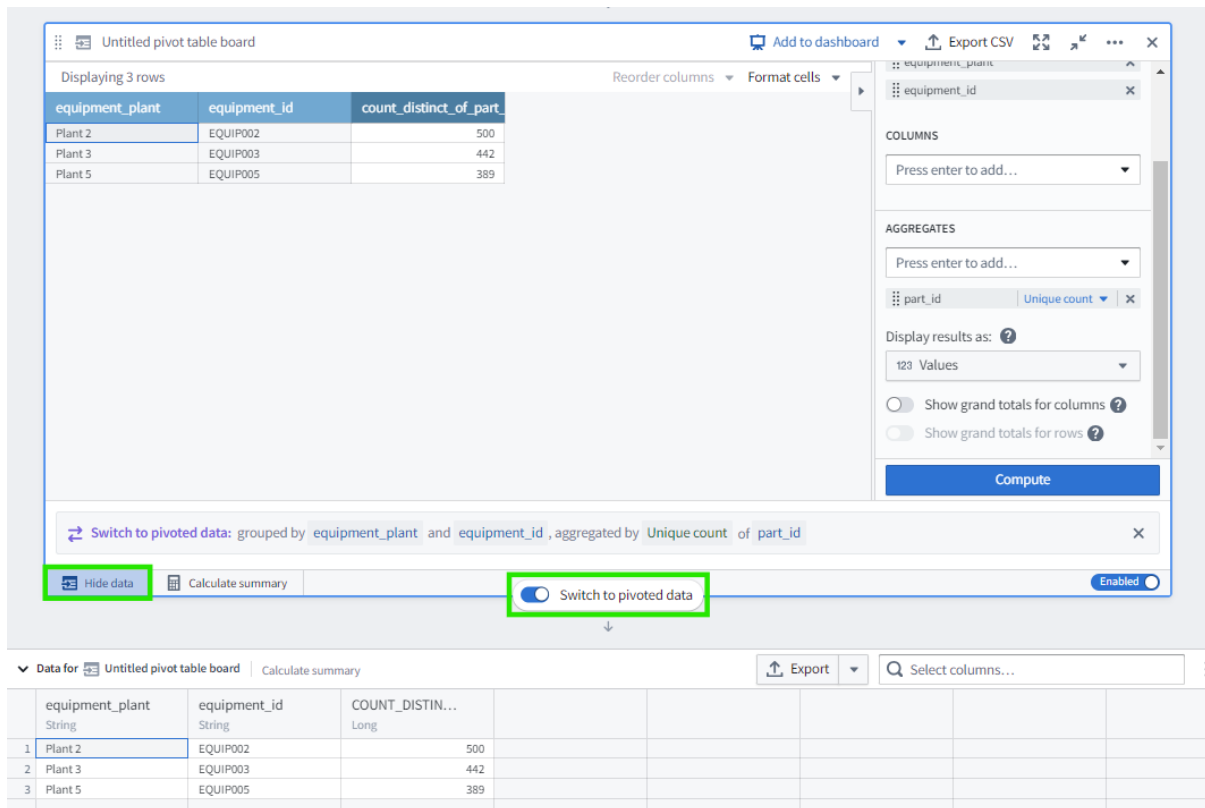 Untitled pivot table board
Add to dashboard
Export CSV
Displaying 3 rows
Reorder columns
Format cells
equipment_plant
equipment_id
equipment_plant equipment_id count_distinct_of_part_
Plant 2 EQUIP002 500
Plant 3 EQUIP003 442
Plant 5 EQUIP005 389
COLUMNS
Press enter to add...
AGGREGATES
Press enter to add...
part_id Unique count
Display results as: ?
123 Values
Show grand totals for columns ?
Show grand totals for rows ?
Compute
Switch to pivoted data: grouped by equipment_plant and equipment_id , aggregated by Unique count of part_id
Hide data
Calculate summary
Enabled
Switch to pivoted data
Data for Untitled pivot table board Calculate summary
Export
Select columns...
equipment_plant equipment_id COUNT_DISTIN...
String String Long
1 Plant 2 EQUIP002 500
2 Plant 3 EQUIP003 442
3 Plant 5 EQUIP005 389